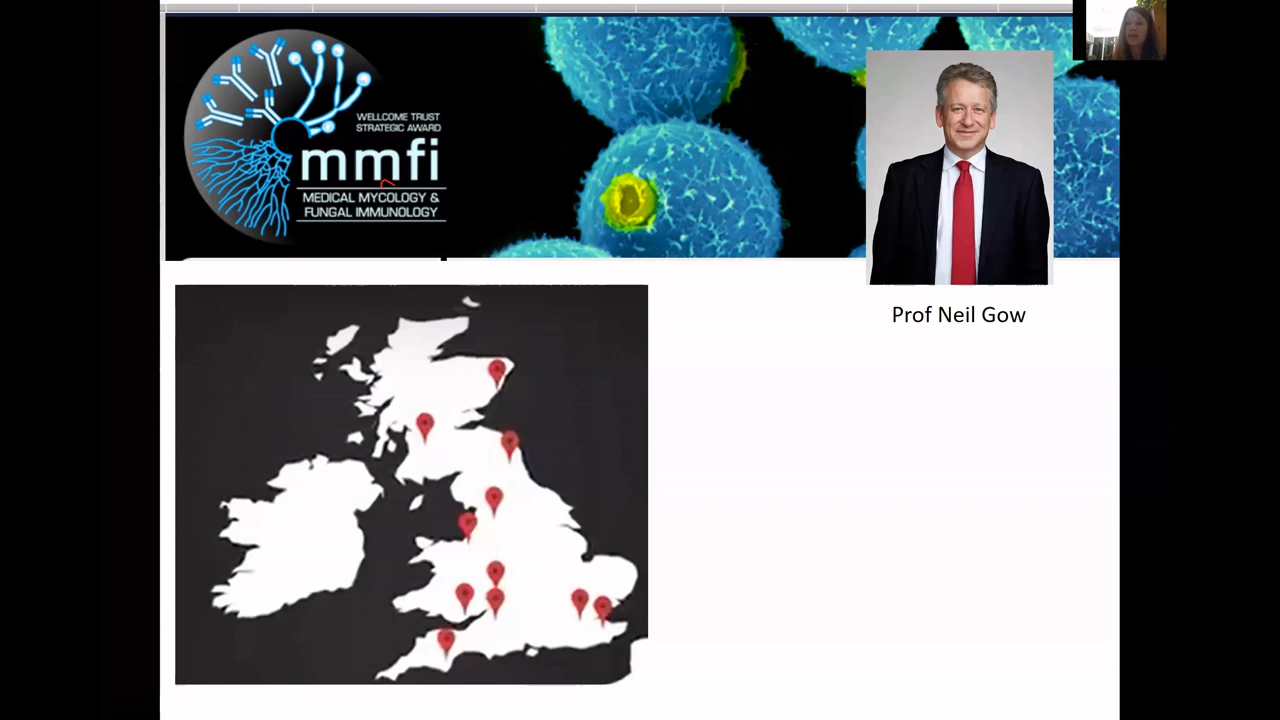 WELLCOME TRUST
STRATEGIC AWARD
mmfi
MEDICAL MYCOLOGY &
FUNGAL IMMUNOLOGY
Prof Neil Gow